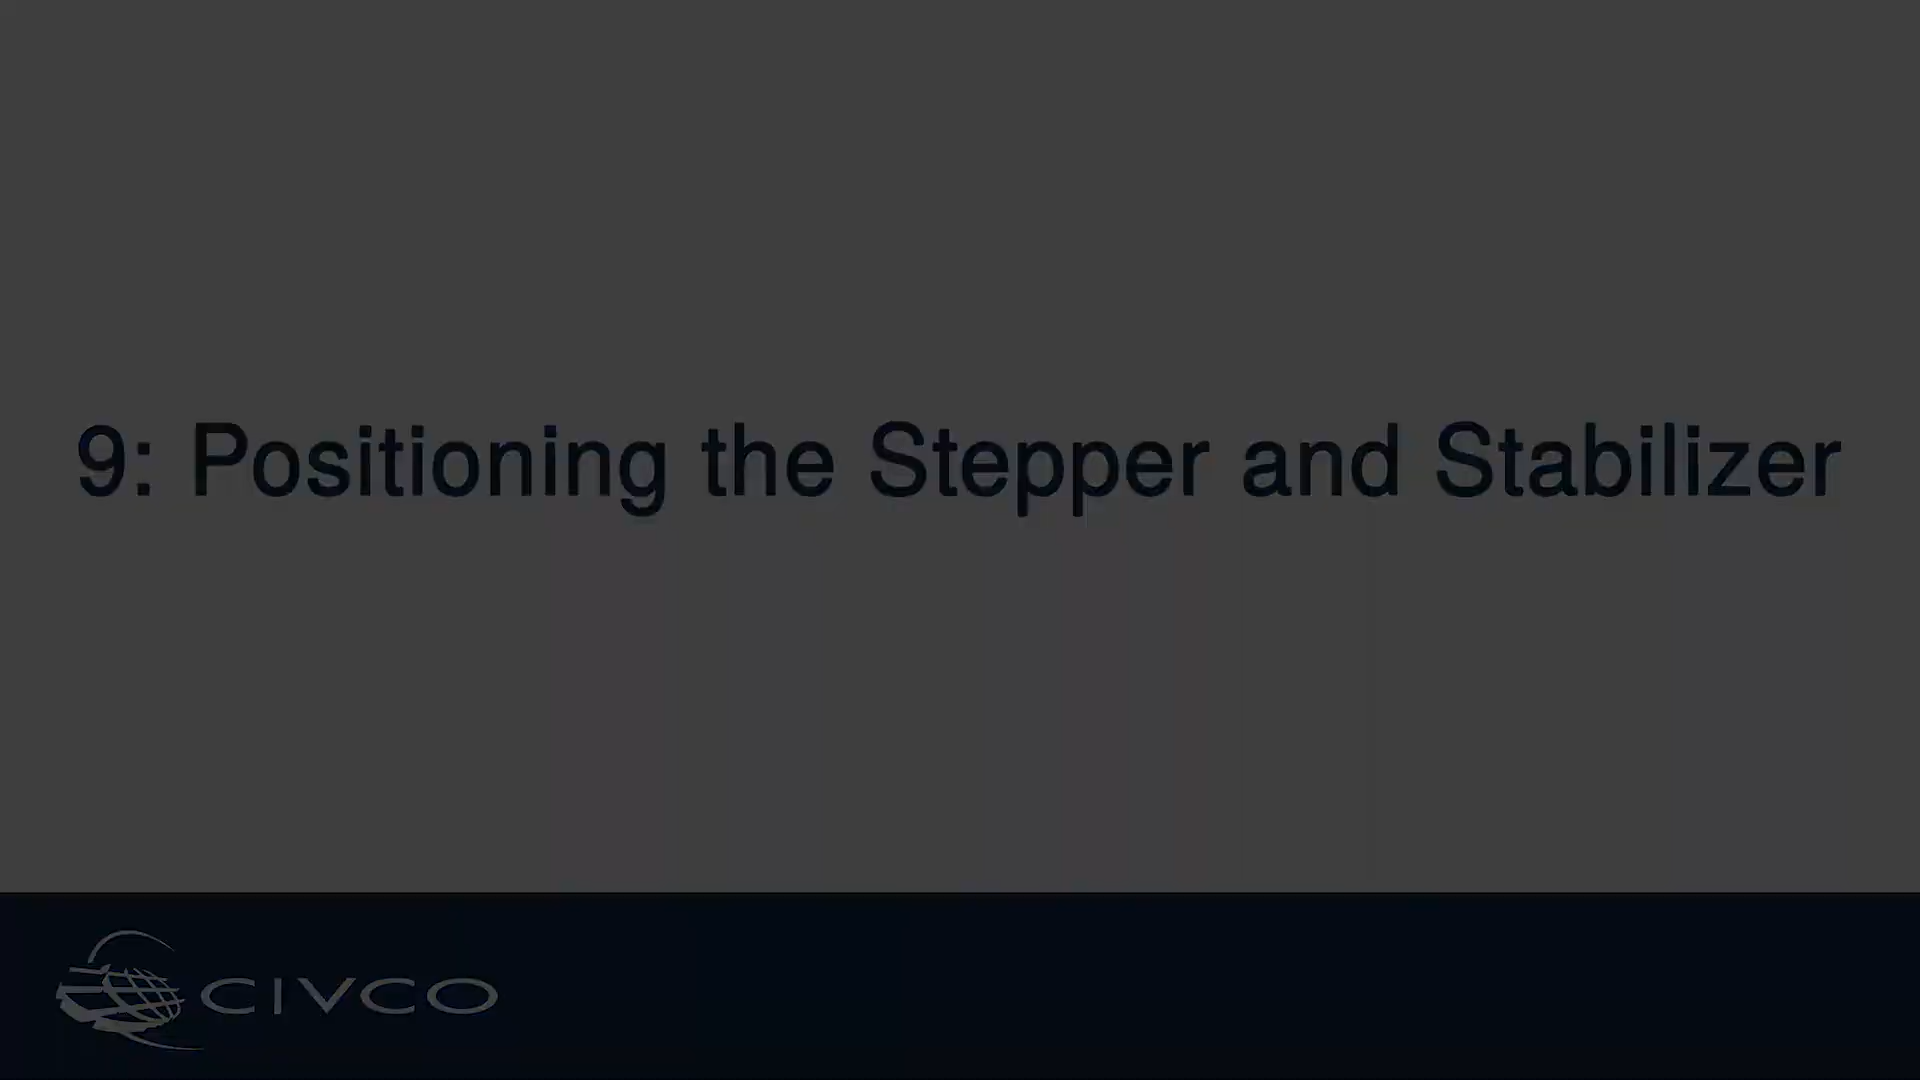 9: Positioning the Stepper and Stabilizer
CIVCO